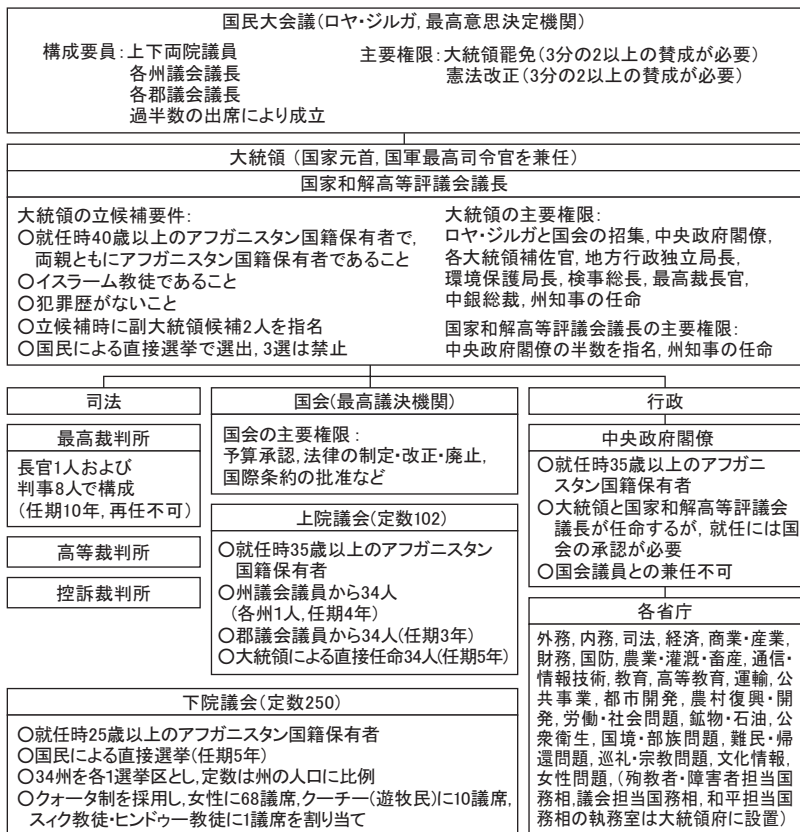 国民大会議(ロヤ・ジルガ, 最高意思決定機関)
構成要員:上下両院議員
各州議会議長
各郡議会議長
過半数の出席により成立
主要権限:大統領罷免(3分の2以上の賛成が必要)
憲法改正(3分の2以上の賛成が必要)
大統領 (国家元首, 国軍最高司令官を兼任)
国家和解高等評議会議長
大統領の立候補要件:
○就任時40歳以上のアフガニスタン国籍保有者で,
両親ともにアフガニスタン国籍保有者であること
○イスラーム教徒であること
○犯罪歴がないこと
○立候補時に副大統領候補2人を指名
○国民による直接選挙で選出, 3選は禁止
大統領の主要権限:
ロヤ・ジルガと国会の招集, 中央政府閣僚,
各大統領補佐官, 地方行政独立局長,
環境保護局長, 検事総長, 最高裁長官,
中銀総裁, 州知事の任命
国家和解高等評議会議長の主要権限:
中央政府閣僚の半数を指名, 州知事の任命
司法
最高裁判所
長官1人および
判事8人で構成
(任期10年, 再任不可)
高等裁判所
控訴裁判所
国会(最高議決機関)
国会の主要権限:
予算承認, 法律の制定・改正・廃止,
国際条約の批准など
上院議会(定数102)
○就任時35歳以上のアフガニスタン
国籍保有者
○州議会議員から34人
(各州1人, 任期4年)
○郡議会議員から34人(任期3年)
○大統領による直接任命34人(任期5年)
下院議会(定数250)
○就任時25歳以上のアフガニスタン国籍保有者
○国民による直接選挙(任期5年)
○34州を各1選挙区とし, 定数は州の人口に比例
○クォータ制を採用し, 女性に68議席, クーチー(遊牧民)に10議席,
スィク教徒・ヒンドゥー教徒に1議席を割り当て
行政
中央政府閣僚
○就任時35歳以上のアフガニ
スタン国籍保有者
○大統領と国家和解高等評議会
議長が任命するが, 就任には国
会の承認が必要
○国会議員との兼任不可
各省庁
外務, 内務, 司法, 経済, 商業・産業,
財務, 国防, 農業・灌漑・畜産, 通信・
情報技術, 教育, 高等教育, 運輸, 公
共事業, 都市開発, 農村復興・開
発, 労働・社会問題, 鉱物・石油, 公
衆衛生, 国境・部族問題, 難民・帰
還問題, 巡礼・宗教問題, 文化情報,
女性問題, (殉教者・障害者担当国
務相, 議会担当国務相, 和平担当国
務相の執務室は大統領府に設置)